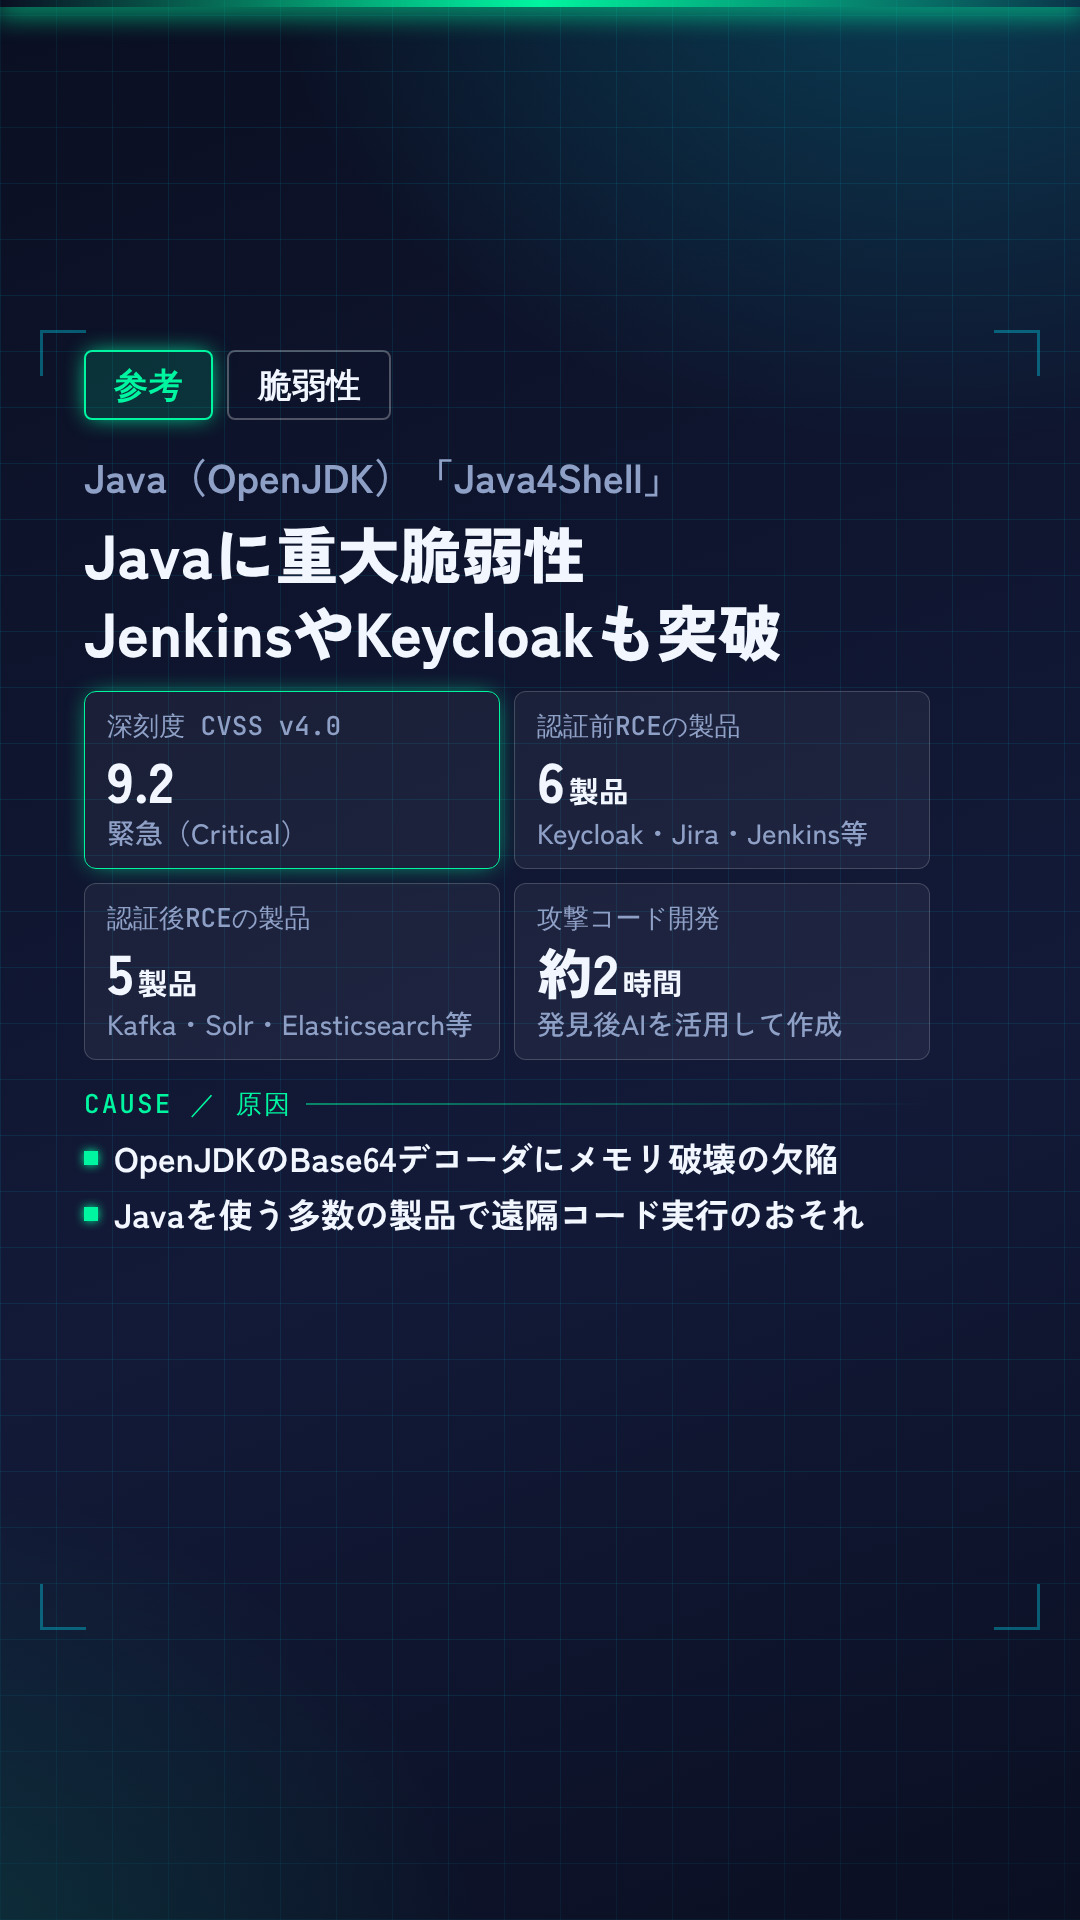 参考
脆弱性
Java（OpenJDK）「Java4Shell」
Javaに重大脆弱性
JenkinsやKeycloakも突破
深刻度 CVSS v4.0
9.2
緊急（Critical）
認証前RCEの製品
6製品
Keycloak・Jira・Jenkins等
認証後RCEの製品
5製品
Kafka・Solr・Elasticsearch等
攻撃コード開発
約2時間
発見後AIを活用して作成
CAUSE ／ 原因
OpenJDKのBase64デコーダにメモリ破壊の欠陥
Javaを使う多数の製品で遠隔コード実行のおそれ